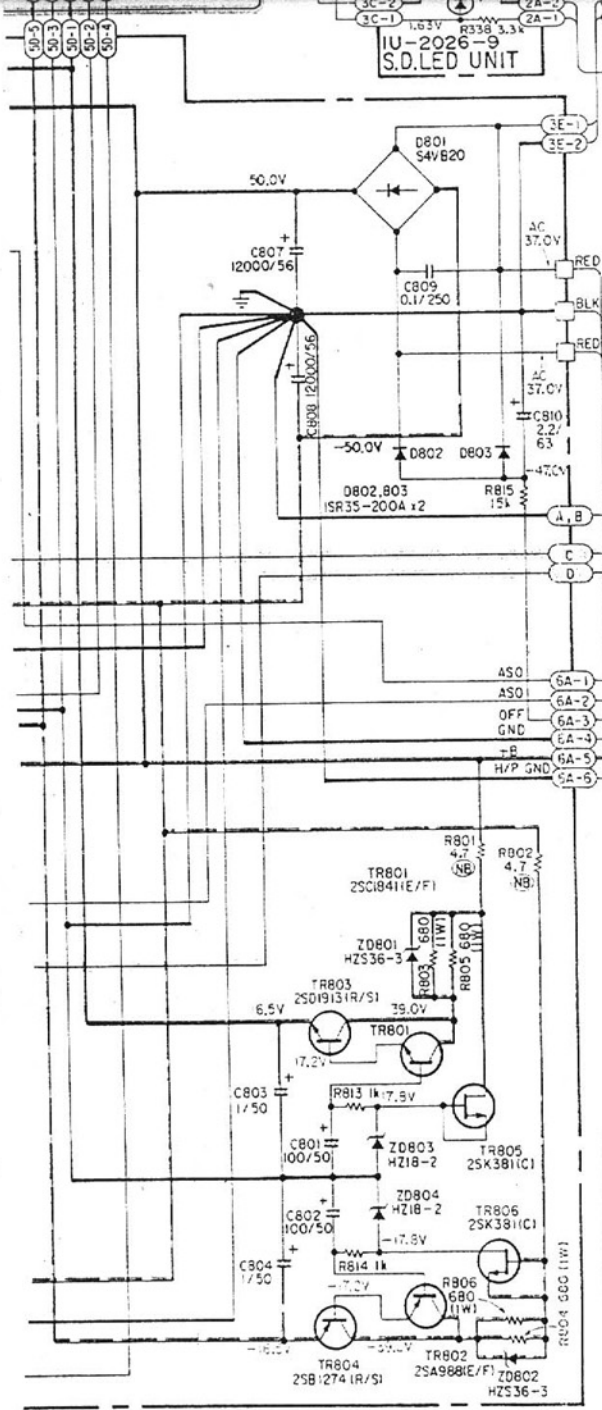 3C-2
2A-2
3C-1
1.63V
R338 3.3k
2A-1
5D-5
5D-3
5D-1
5D-2
5D-4
1U-2026-9
S.D.LED UNIT
3E-1
3E-2
D801
S4VB20
50.0V
AC
37.0V
C807
12000/56
RED
C809
0.1/250
BLK
RED
C808 12000/56
AC
37.0V
C810
2.2/
63
-50.0V
D802
D803
-47.0V
R815
15k
D802,803
1SR35-200A x2
A,B
C
D
ASO
6A-1
ASO
6A-2
OFF
6A-3
GND
6A-4
+B
6A-5
H/P GND
6A-6
R801
4.7
NB
R802
4.7
NB
TR801
2SC1841(E/F)
ZD801
HZS36-3
R803 680
(1W)
R805 680
(1W)
TR803
2SD1913(R/S)
6.5V
39.0V
TR801
17.2V
C803
1/50
R813 1k
17.8V
C801
100/50
ZD803
HZ18-2
TR805
2SK381(C)
ZD804
HZ18-2
C802
100/50
TR806
2SK381(C)
-17.8V
C804
1/50
R814 1k
R806
680
(1W)
R804 680 (1W)
-17.2V
TR804
2SB1274(R/S)
TR802
2SA988(E/F)
ZD802
HZS36-3